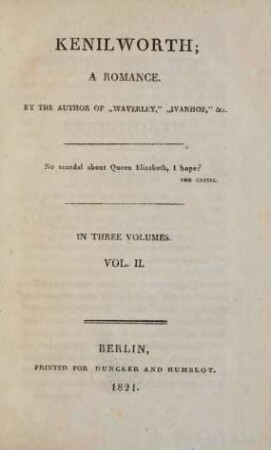 KENILWORTH;
A ROMANCE.
BY THE AUTHOR OF „WAVERLEY,” „IVANHOE,” &c.
No scandal about Queen Elizabeth, I hope?
THE CRITIC.
IN THREE VOLUMES.
VOL. II.
BERLIN,
PRINTED FOR DUNCKER AND HUMBLOT.
1821.